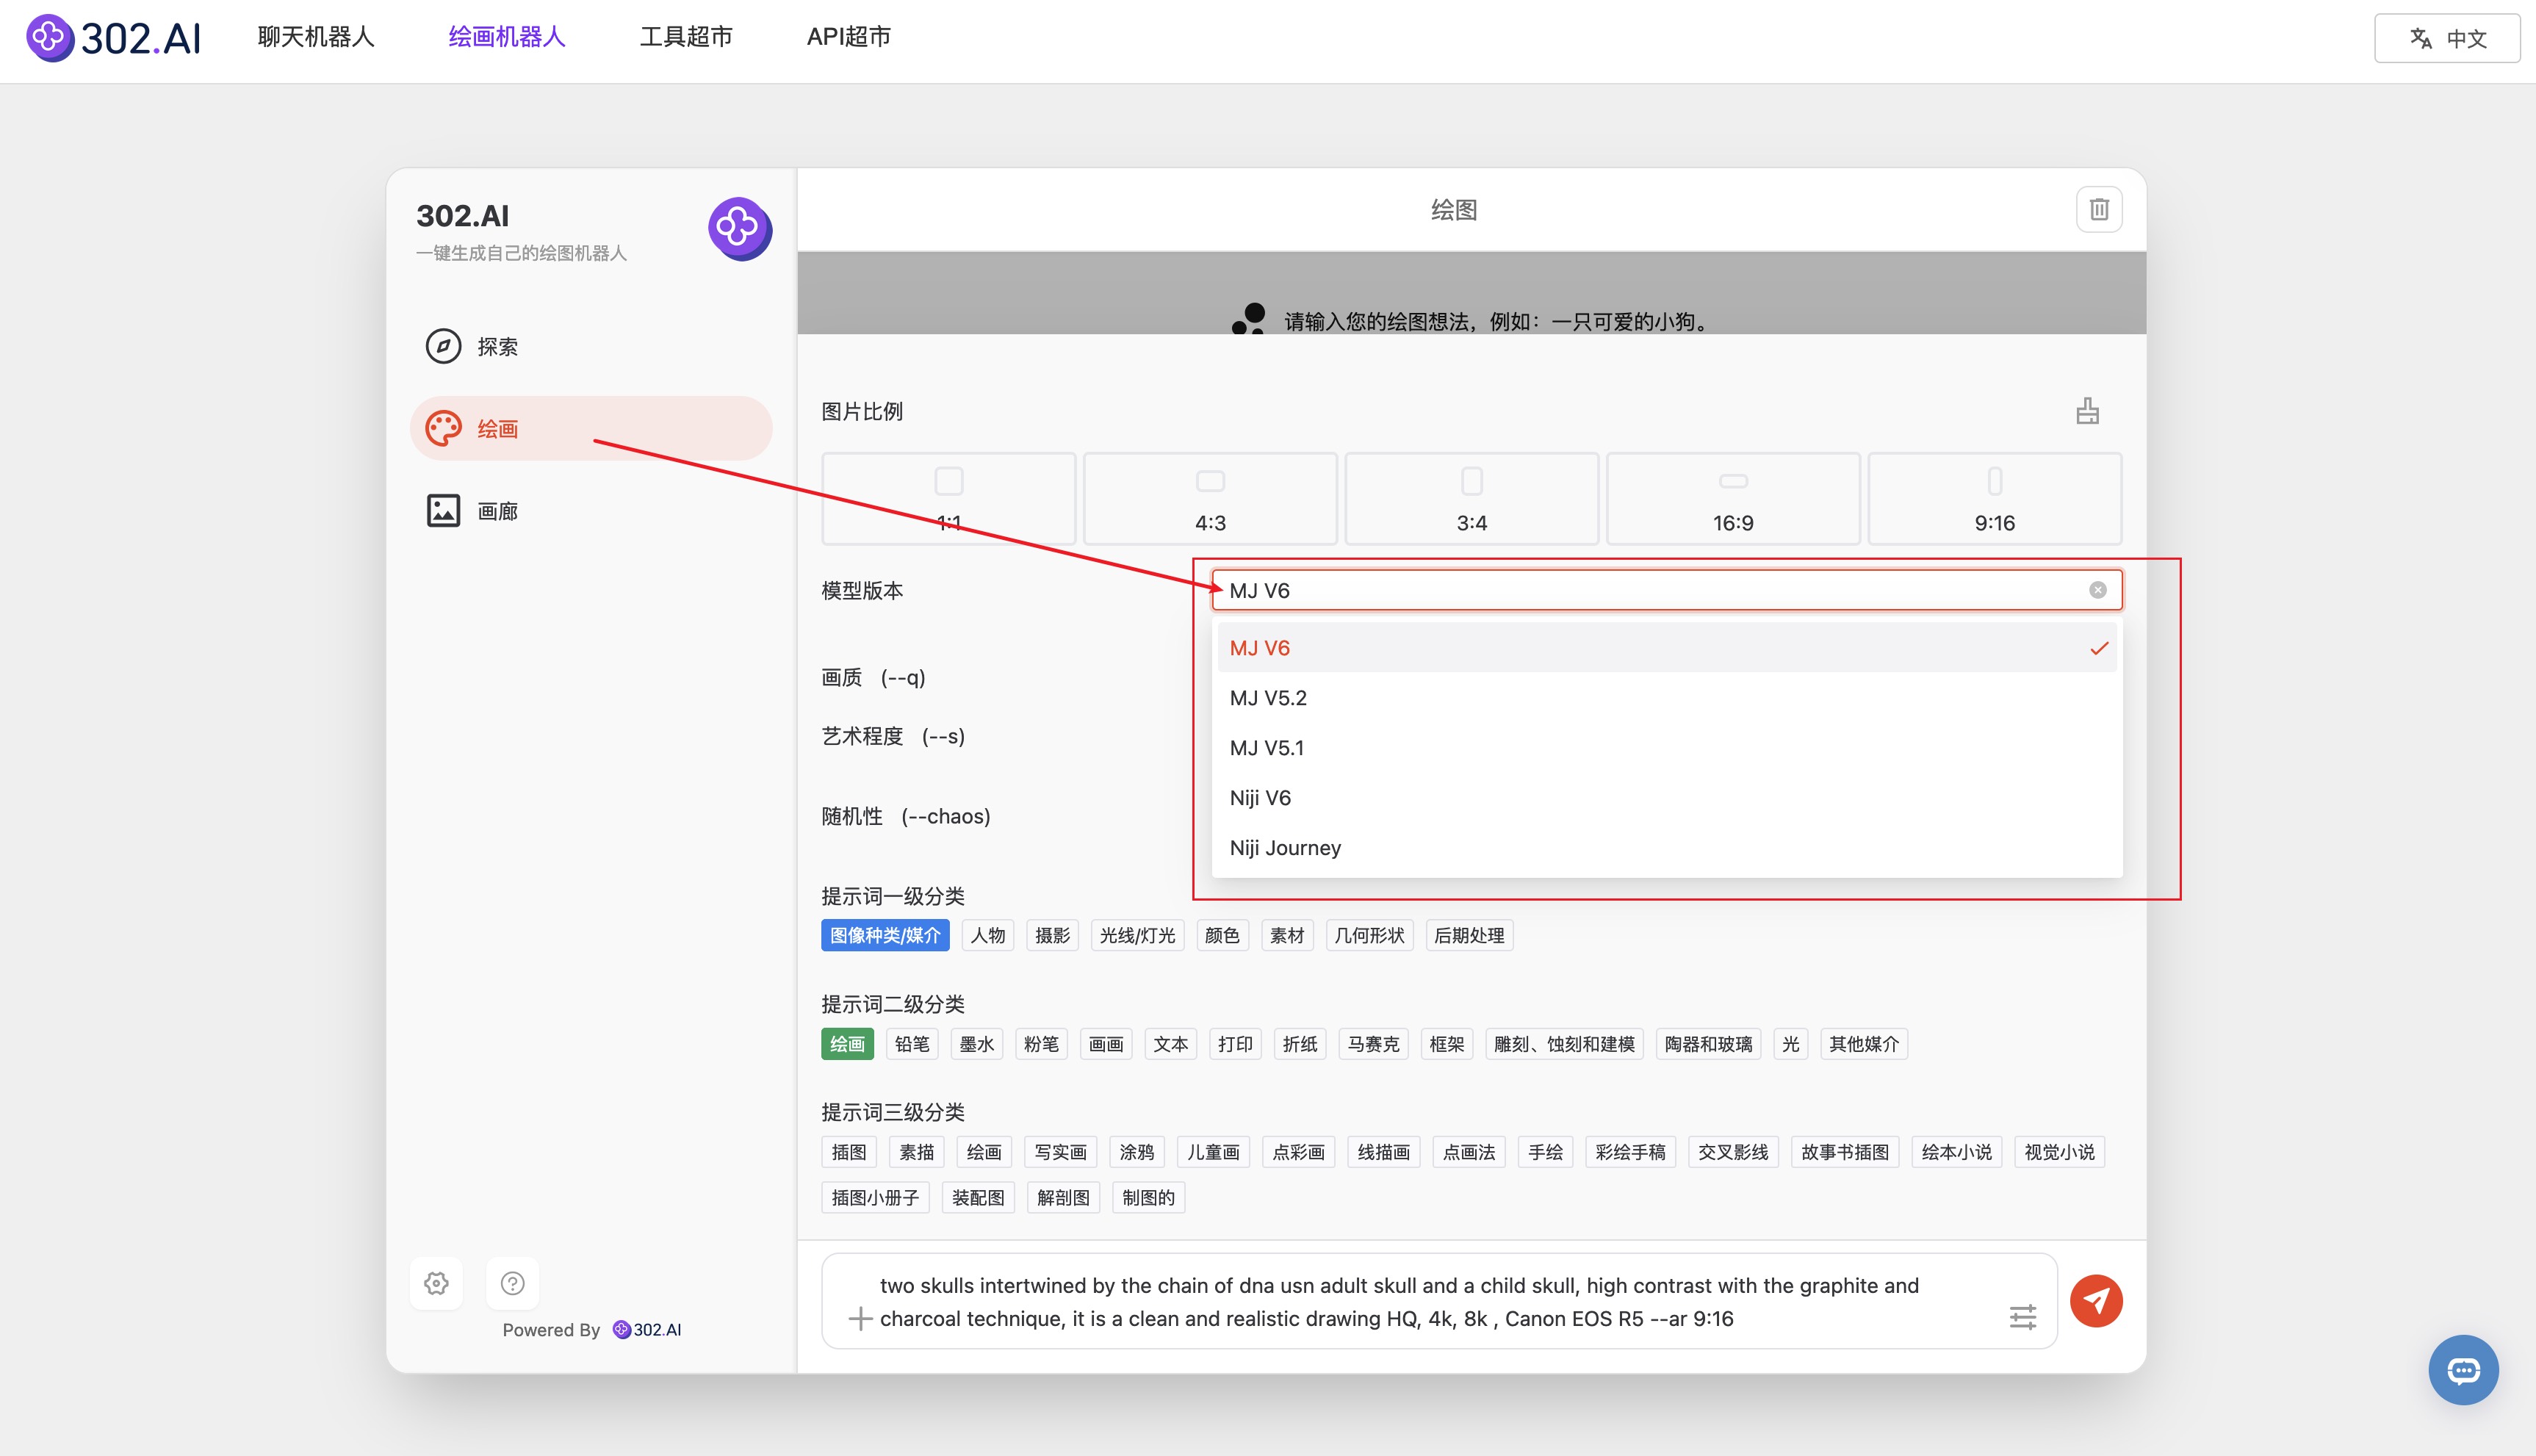 302.AI 聊天机器人 绘画机器人 工具超市 API超市 中文
302.AI
一键生成自己的绘图机器人
探索
绘画
画廊
Powered By 302.AI
绘图
请输入您的绘图想法，例如：一只可爱的小狗。
图片比例
1:1 4:3 3:4 16:9 9:16
模型版本 MJ V6
MJ V6
MJ V5.2
MJ V5.1
Niji V6
Niji Journey
画质 (--q)
艺术程度 (--s)
随机性 (--chaos)
提示词一级分类
图像种类/媒介 人物 摄影 光线/灯光 颜色 素材 几何形状 后期处理
提示词二级分类
绘画 铅笔 墨水 粉笔 画画 文本 打印 折纸 马赛克 框架 雕刻、蚀刻和建模 陶器和玻璃 光 其他媒介
提示词三级分类
插图 素描 绘画 写实画 涂鸦 儿童画 点彩画 线描画 点画法 手绘 彩绘手稿 交叉影线 故事书插图 绘本小说 视觉小说
插图小册子 装配图 解剖图 制图的
two skulls intertwined by the chain of dna usn adult skull and a child skull, high contrast with the graphite and
charcoal technique, it is a clean and realistic drawing HQ, 4k, 8k , Canon EOS R5 --ar 9:16